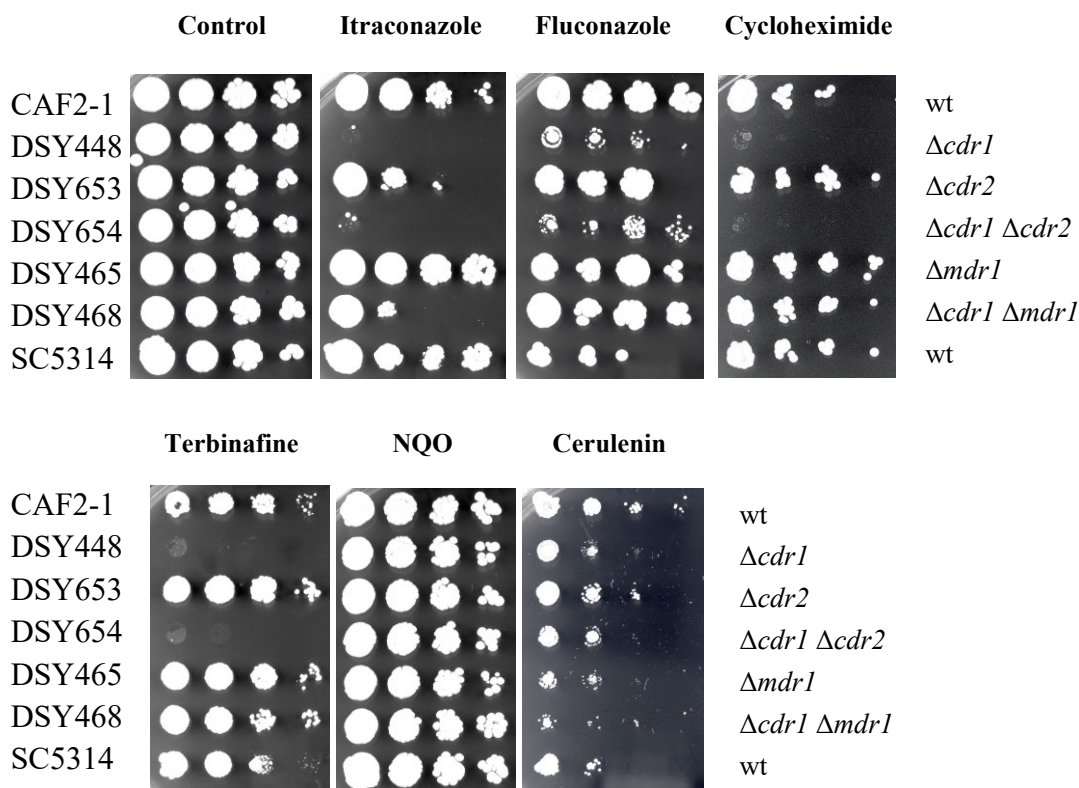 Control Itraconazole Fluconazole Cycloheximide
CAF2-1 wt
DSY448 Δcdr1
DSY653 Δcdr2
DSY654 Δcdr1 Δcdr2
DSY465 Δmdr1
DSY468 Δcdr1 Δmdr1
SC5314 wt
Terbinafine NQO Cerulenin
CAF2-1 wt
DSY448 Δcdr1
DSY653 Δcdr2
DSY654 Δcdr1 Δcdr2
DSY465 Δmdr1
DSY468 Δcdr1 Δmdr1
SC5314 wt